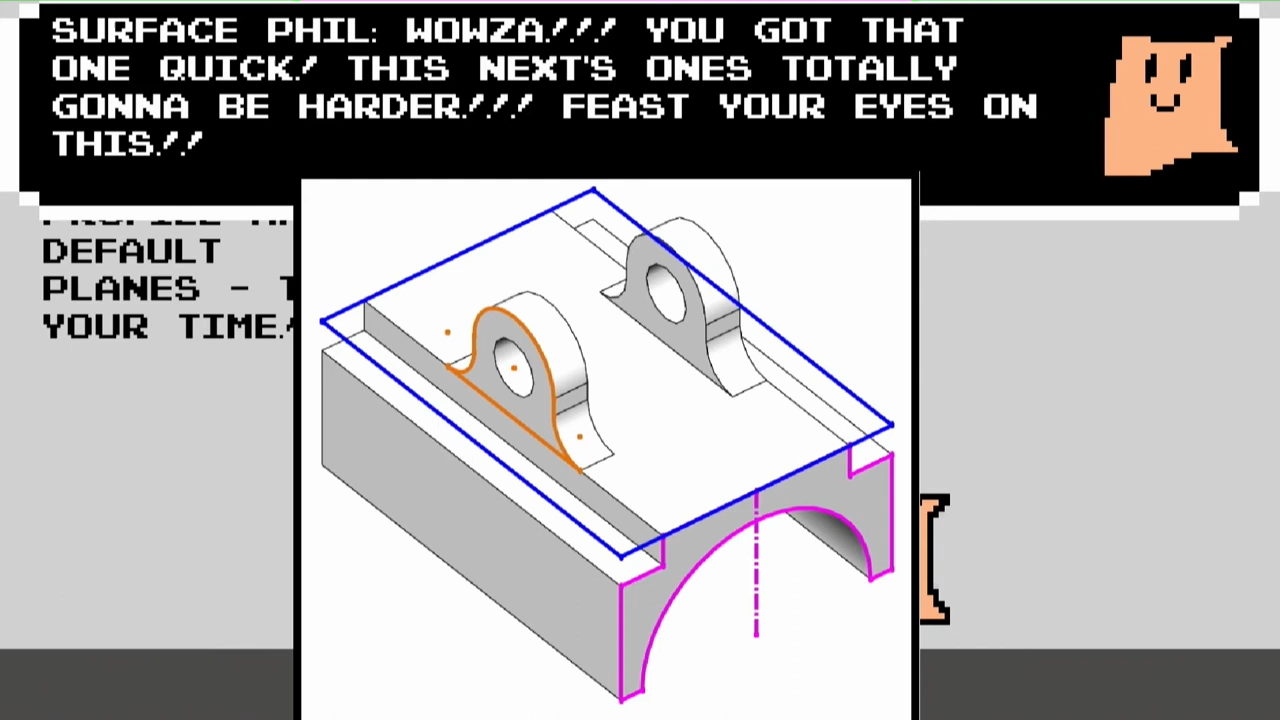 SURFACE PHIL: WOWZA!!! YOU GOT THAT
ONE QUICK! THIS NEXT'S ONES TOTALLY
GONNA BE HARDER!!! FEAST YOUR EYES ON
THIS!!
DEFAULT
PLANES - T
YOUR TIME!